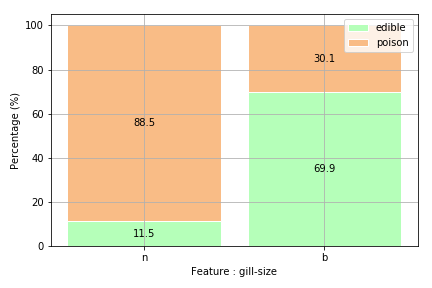 100
80
60
40
20
0
Percentage (%)
edible
poison
88.5
11.5
30.1
69.9
n
b
Feature : gill-size